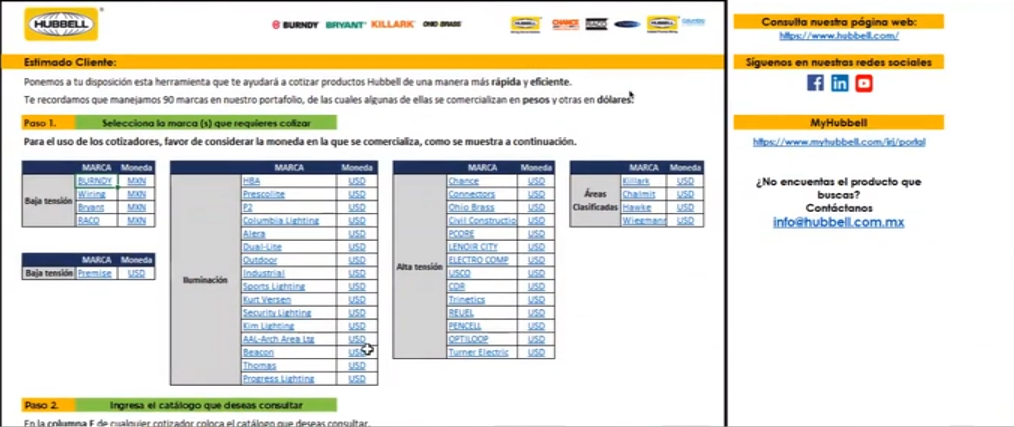 HUBBELL
BURNDY BRYANT KILLARK OHIO BRASS
HUBBELL CHANCE RACO HUBBELL
Estimado Cliente:
Ponemos a tu disposición esta herramienta que te ayudará a cotizar productos Hubbell de una manera más rápida y eficiente.
Te recordamos que manejamos 90 marcas en nuestro portafolio, de las cuales algunas de ellas se comercializan en pesos y otras en dólares.
Paso 1. Selecciona la marca (s) que requieres cotizar
Para el uso de los cotizadores, favor de considerar la moneda en la que se comercializa, como se muestra a continuación.
MARCA Moneda
Baja tensión
BURNDY MXN
Wiring MXN
Bryant MXN
RACO MXN
MARCA Moneda
Baja tensión Premise USD
MARCA Moneda
Iluminación
HBA USD
Prescolite USD
P2 USD
Columbia Lighting USD
Alera USD
Dual-Lite USD
Outdoor USD
Industrial USD
Sports Lighting USD
Kurt Versen USD
Security Lighting USD
Kim Lighting USD
AAL-Arch Area Ltg USD
Beacon USD
Thomas USD
Progress Lighting USD
MARCA Moneda
Alta tensión
Chance USD
Connectors USD
Ohio Brass USD
Civil Constructio USD
PCORE USD
LENOIR CITY USD
ELECTRO COMP USD
USCO USD
CDR USD
Trinetics USD
REUEL USD
PENCELL USD
OPTILOOP USD
Turner Electric USD
MARCA Moneda
Áreas Clasificadas
Killark USD
Chalmit USD
Hawke USD
Wiegmann USD
Paso 2. Ingresa el catálogo que deseas consultar
En la columna F de cualquier cotizador coloca el catálogo que deseas consultar.
Consulta nuestra página web:
https://www.hubbell.com/
Síguenos en nuestras redes sociales
f in
MyHubbell
https://www.myhubbell.com/irj/portal
¿No encuentas el producto que
buscas?
Contáctanos
info@hubbell.com.mx